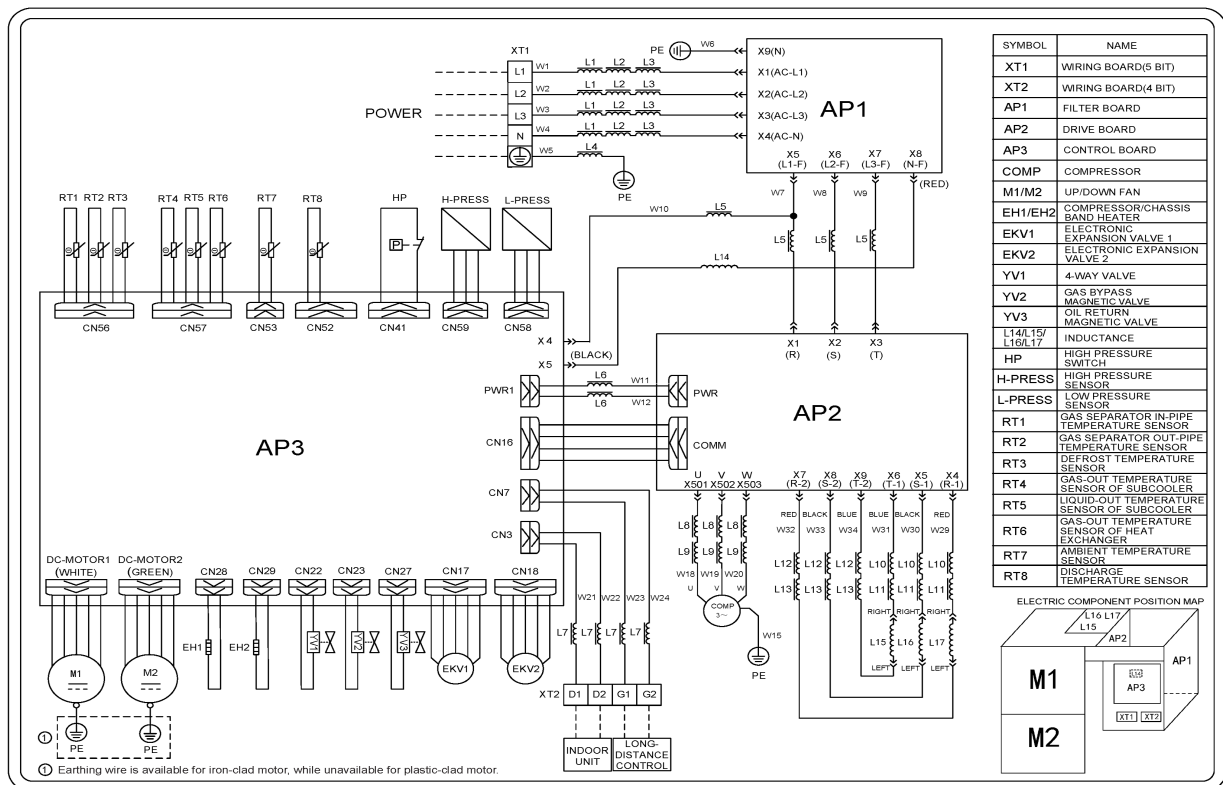 XT1
PE
W6
X9(N)
L1 W1 L1 L2 L3
X1(AC-L1)
L2 W2 L1 L2 L3
X2(AC-L2)
POWER
L3 W3 L1 L2 L3
X3(AC-L3)
AP1
N W4 L1 L2 L3
X4(AC-N)
W5 L4
PE
X5 X6 X7 X8
(L1-F) (L2-F) (L3-F) (N-F)
(RED)
W7 W8 W9
W10 L5
L5 L5 L5
L14
RT1 RT2 RT3 RT4 RT5 RT6 RT7 RT8 HP H-PRESS L-PRESS
P
CN56 CN57 CN53 CN52 CN41 CN59 CN58
X4
(BLACK)
X5
X1 X2 X3
(R) (S) (T)
PWR1 L6 W11 PWR
L6 W12
AP2
AP3
CN16 COMM
CN7
CN3
U V W
X501 X502 X503
X7 X8 X9 X6 X5 X4
(R-2) (S-2) (T-2) (T-1) (S-1) (R-1)
RED BLACK BLUE BLUE BLACK RED
W32 W33 W34 W31 W30 W29
L8 L8 L8
L9 L9 L9
L12 L12 L12 L10 L10 L10
L13 L13 L13 L11 L11 L11
W18 W19 W20
U V W
COMP
3~
W15
PE
RIGHT RIGHT RIGHT
L15 L16 L17
LEFT LEFT LEFT
DC-MOTOR1 DC-MOTOR2
(WHITE) (GREEN)
CN28 CN29 CN22 CN23 CN27 CN17 CN18
W21 W22 W23 W24
L7 L7 L7 L7
EH1 EH2 YV1 YV2 YV3 EKV1 EKV2
M1 M2
XT2 D1 D2 G1 G2
INDOOR
UNIT
LONG-
DISTANCE
CONTROL
①
PE PE
① Earthing wire is available for iron-clad motor, while unavailable for plastic-clad motor.
SYMBOL NAME
XT1 WIRING BOARD(5 BIT)
XT2 WIRING BOARD(4 BIT)
AP1 FILTER BOARD
AP2 DRIVE BOARD
AP3 CONTROL BOARD
COMP COMPRESSOR
M1/M2 UP/DOWN FAN
EH1/EH2 COMPRESSOR/CHASSIS
BAND HEATER
EKV1 ELECTRONIC
EXPANSION VALVE 1
EKV2 ELECTRONIC EXPANSION
VALVE 2
YV1 4-WAY VALVE
YV2 GAS BYPASS
MAGNETIC VALVE
YV3 OIL RETURN
MAGNETIC VALVE
L14/L15/
L16/L17 INDUCTANCE
HP HIGH PRESSURE
SWITCH
H-PRESS HIGH PRESSURE
SENSOR
L-PRESS LOW PRESSURE
SENSOR
RT1 GAS SEPARATOR IN-PIPE
TEMPERATURE SENSOR
RT2 GAS SEPARATOR OUT-PIPE
TEMPERATURE SENSOR
RT3 DEFROST TEMPERATURE
SENSOR
RT4 GAS-OUT TEMPERATURE
SENSOR OF SUBCOOLER
RT5 LIQUID-OUT TEMPERATURE
SENSOR OF SUBCOOLER
RT6 GAS-OUT TEMPERATURE
SENSOR OF HEAT
EXCHANGER
RT7 AMBIENT TEMPERATURE
SENSOR
RT8 DISCHARGE
TEMPERATURE SENSOR
ELECTRIC COMPONENT POSITION MAP
L16 L17
L15
AP2
AP1
M1
AP3
XT1 XT2
M2